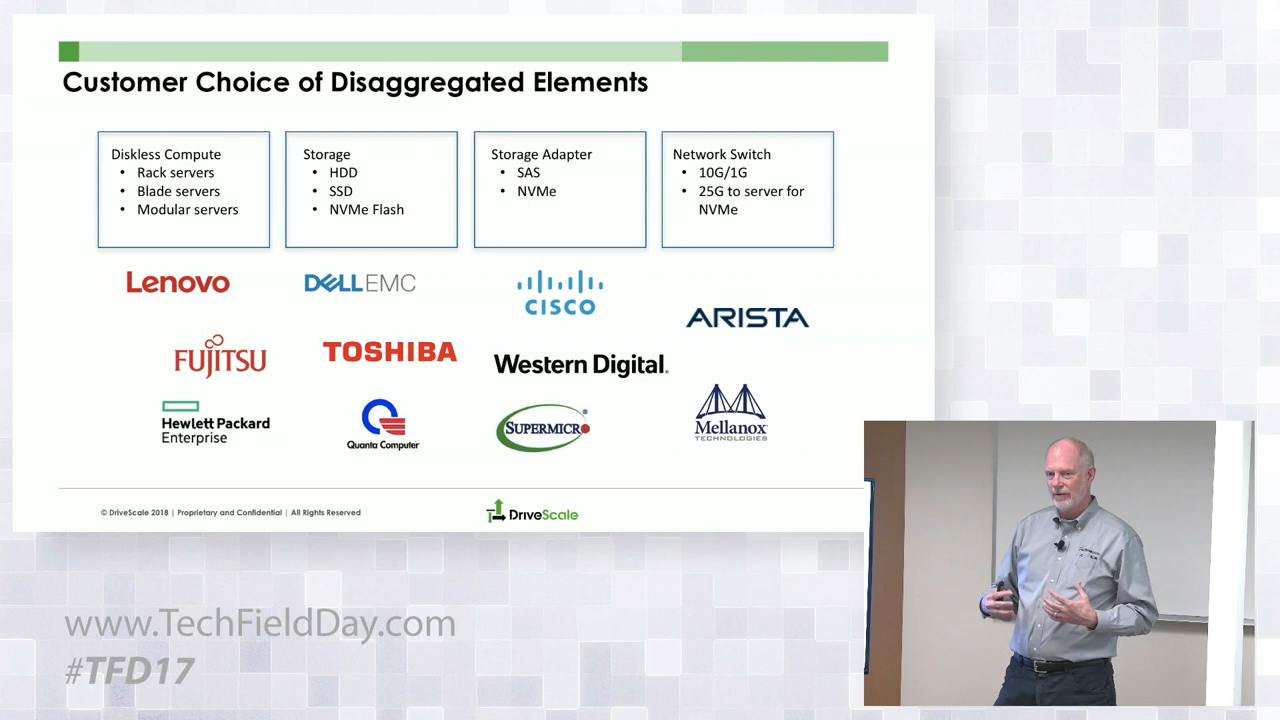 Customer Choice of Disaggregated Elements
Diskless Compute
• Rack servers
• Blade servers
• Modular servers
Storage
• HDD
• SSD
• NVMe Flash
Storage Adapter
• SAS
• NVMe
Network Switch
• 10G/1G
• 25G to server for
NVMe
Lenovo
DELLEMC
CISCO
ARISTA
FUJITSU
TOSHIBA
Western Digital.
Hewlett Packard
Enterprise
Quanta Computer
SUPERMICRO
Mellanox
TECHNOLOGIES
© DriveScale 2018 | Proprietary and Confidential | All Rights Reserved
DriveScale
www.TechFieldDay.com
#TFD17